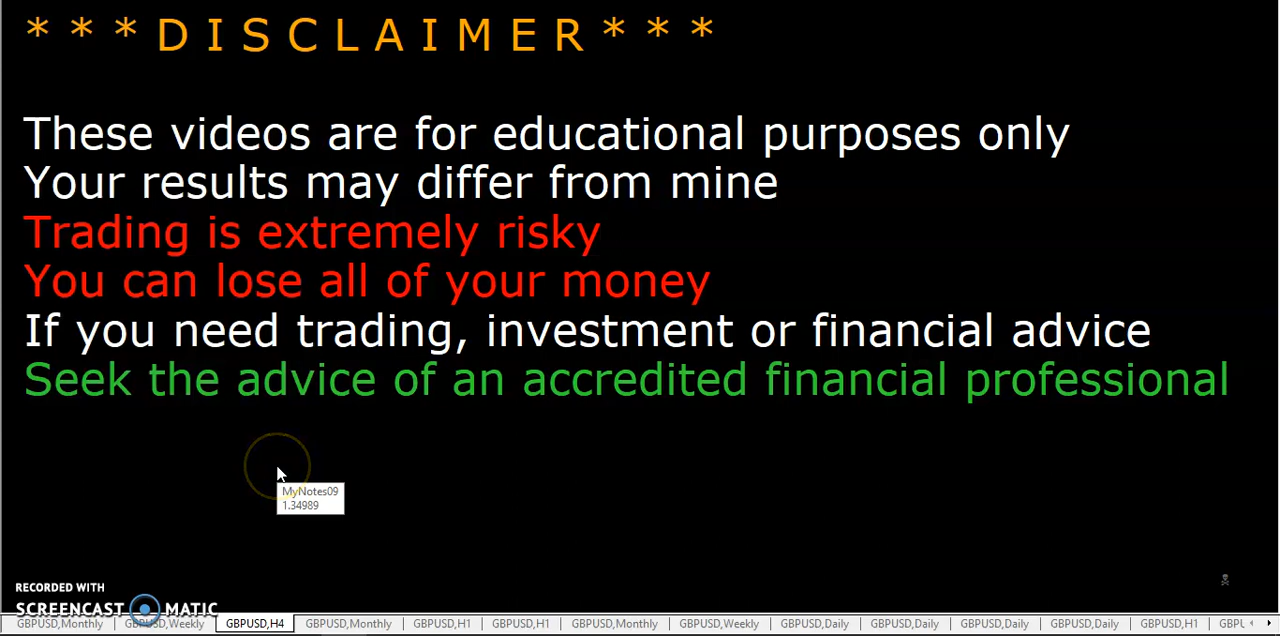 * * * D I S C L A I M E R * * *
These videos are for educational purposes only
Your results may differ from mine
Trading is extremely risky
You can lose all of your money
If you need trading, investment or financial advice
Seek the advice of an accredited financial professional
MyNotes09
1.34989
RECORDED WITH
SCREENCAST MATIC
GBPUSD,Monthly GBPUSD,Weekly GBPUSD,H4 GBPUSD,Monthly GBPUSD,H1 GBPUSD,H1 GBPUSD,Monthly GBPUSD,Weekly GBPUSD,Daily GBPUSD,Daily GBPUSD,Daily GBPUSD,Daily GBPUSD,H1